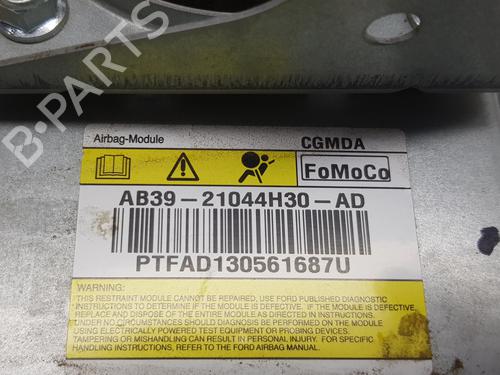 B-PARTS
Airbag-Module
CGMDA
FoMoCo
AB39-21044H30-AD
PTFAD130561687U
WARNING:
THIS RESTRAINT MODULE CANNOT BE REPAIRED, USE FORD PUBLISHED DIAGNOSTIC
INSTRUCTIONS TO DETERMINE IF THE MODULE IS DEFECTIVE. IF THE MODULE IS DEFECTIVE,
REPLACE AND DISPOSE OF THE ENTIRE MODULE AS DIRECTED IN INSTRUCTIONS.
UNDER NO CIRCUMSTANCES SHOULD DIAGNOSIS BE PERFORMED
USING ELECTRICALLY POWERED TEST EQUIPMENT OR PROBING DEVICES.
TAMPERING OR MISHANDLING CAN RESULT IN PERSONAL INJURY. FOR SPECIFIC
HANDLING INSTRUCTIONS, REFER TO THE FORD AIRBAG MANUAL.